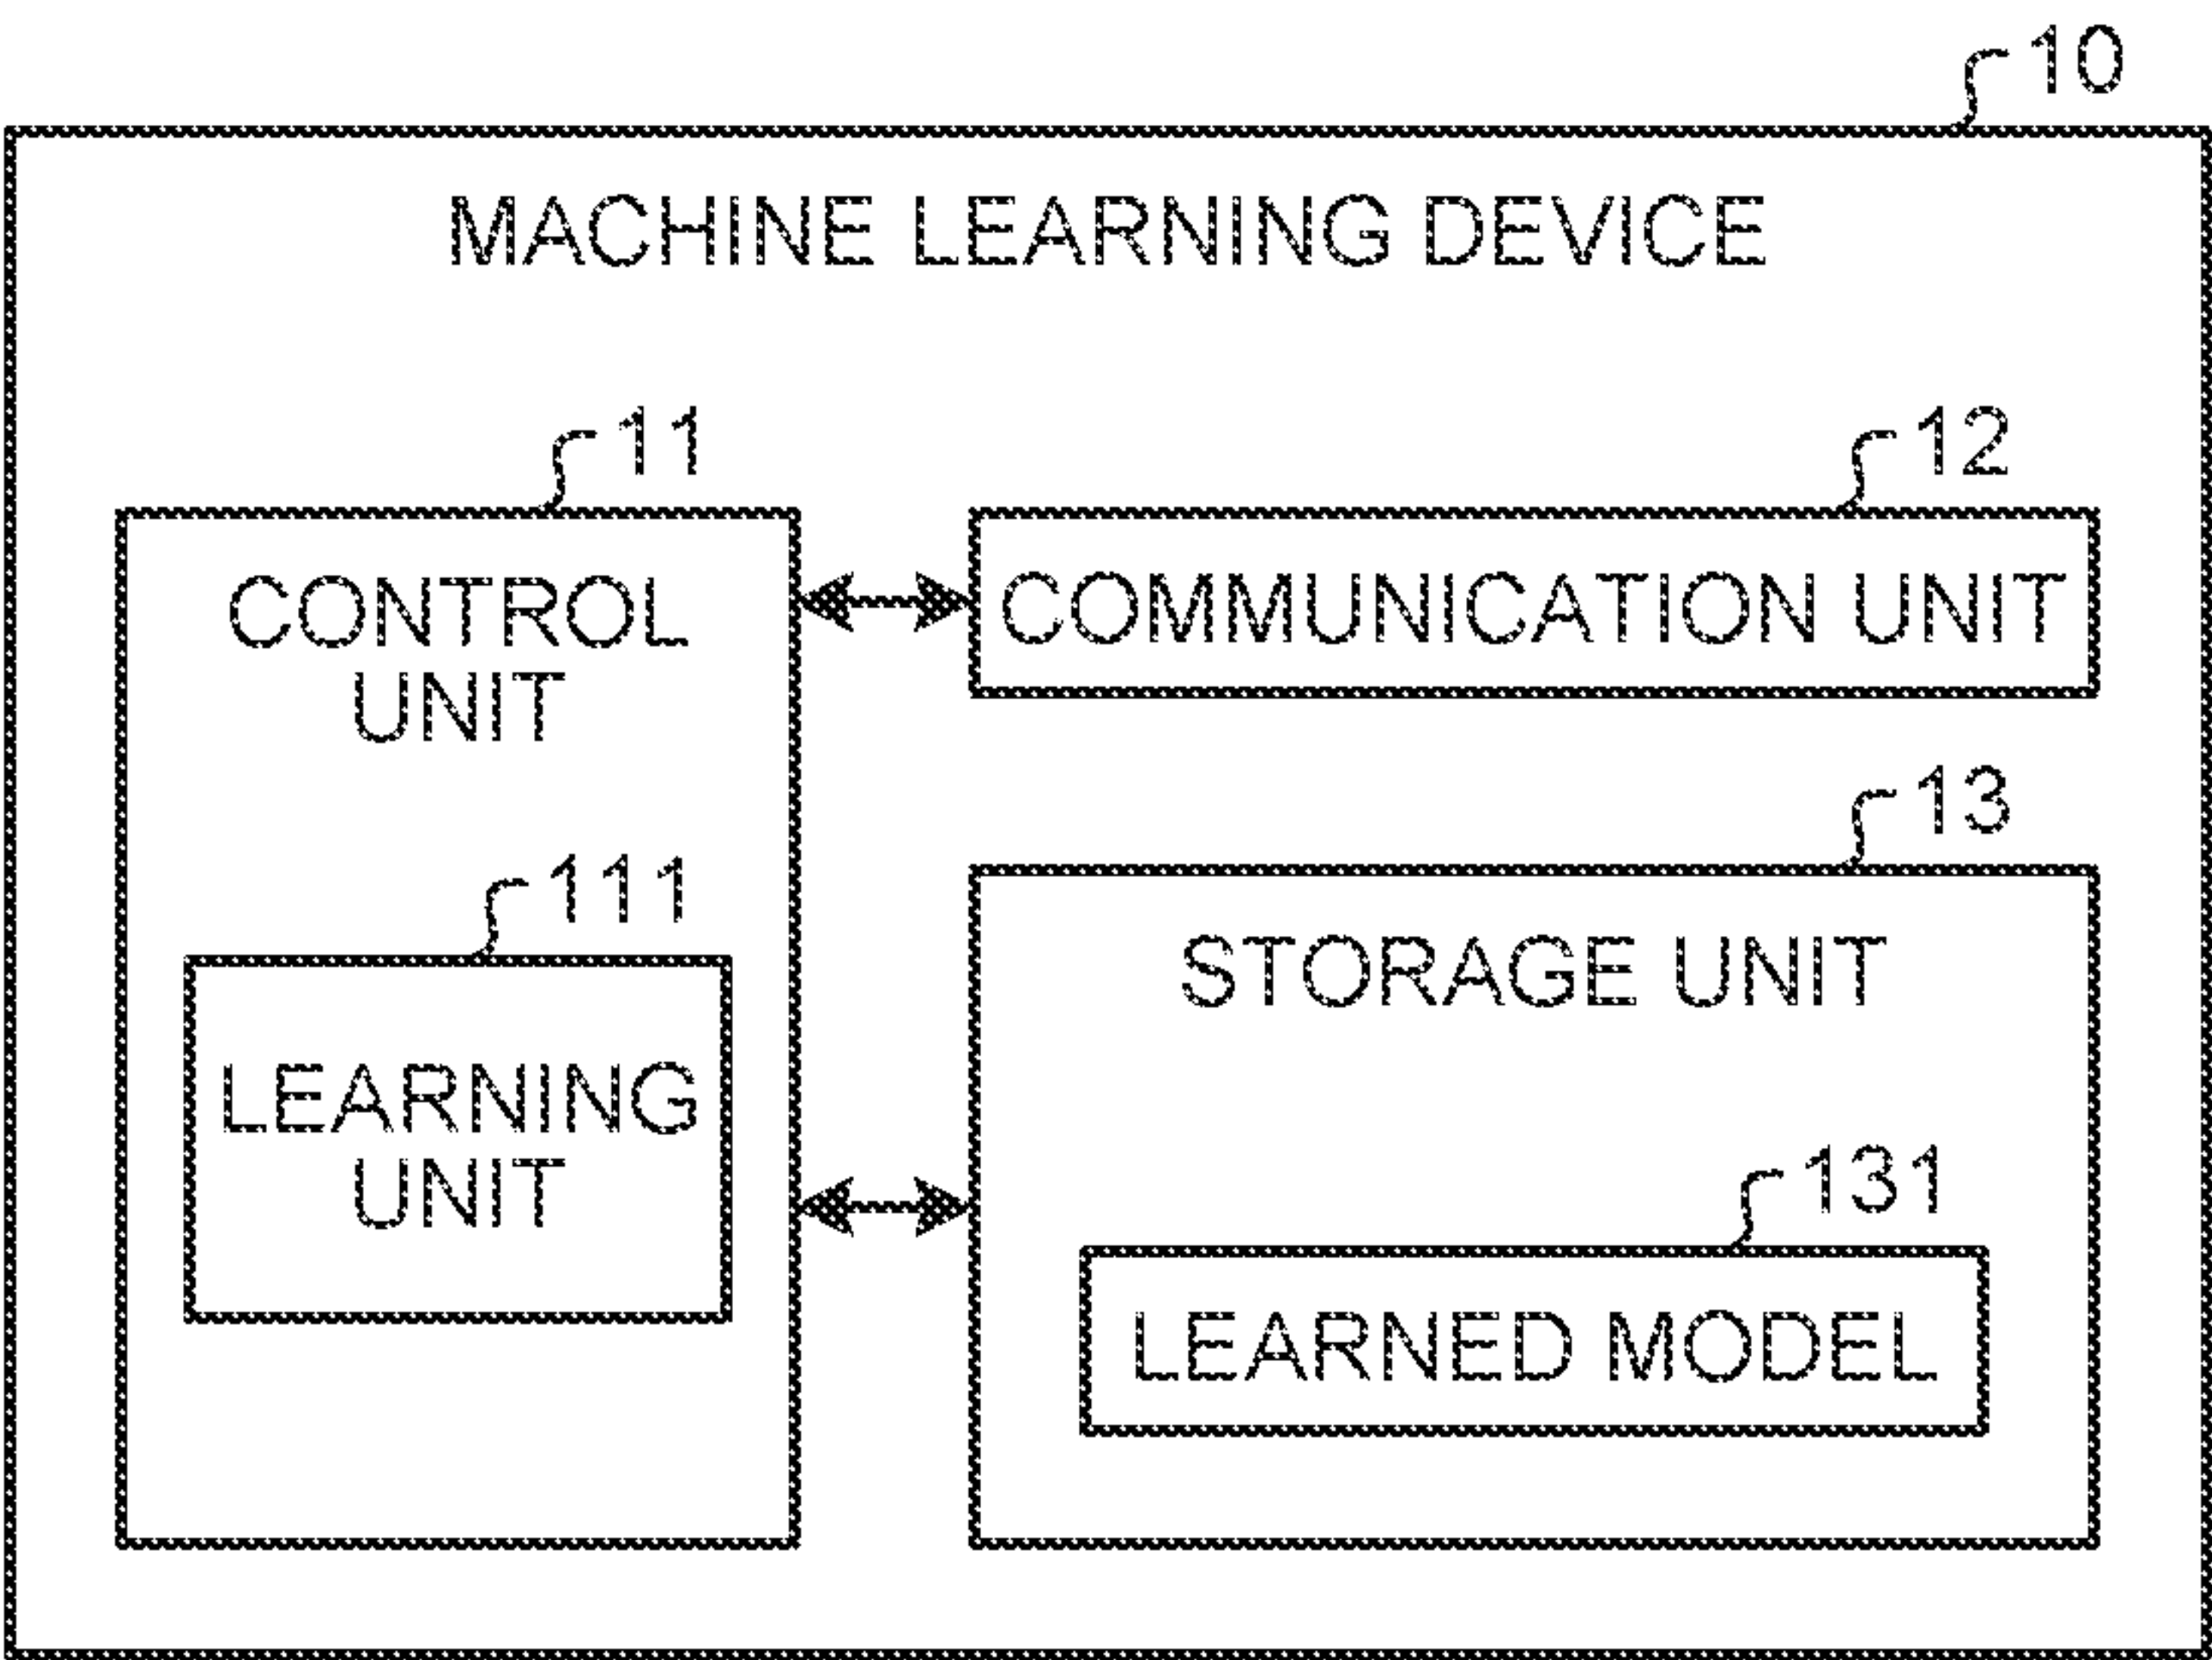 10
MACHINE LEARNING DEVICE
11
CONTROL
UNIT
12
COMMUNICATION UNIT
111
LEARNING
UNIT
13
STORAGE UNIT
131
LEARNED MODEL